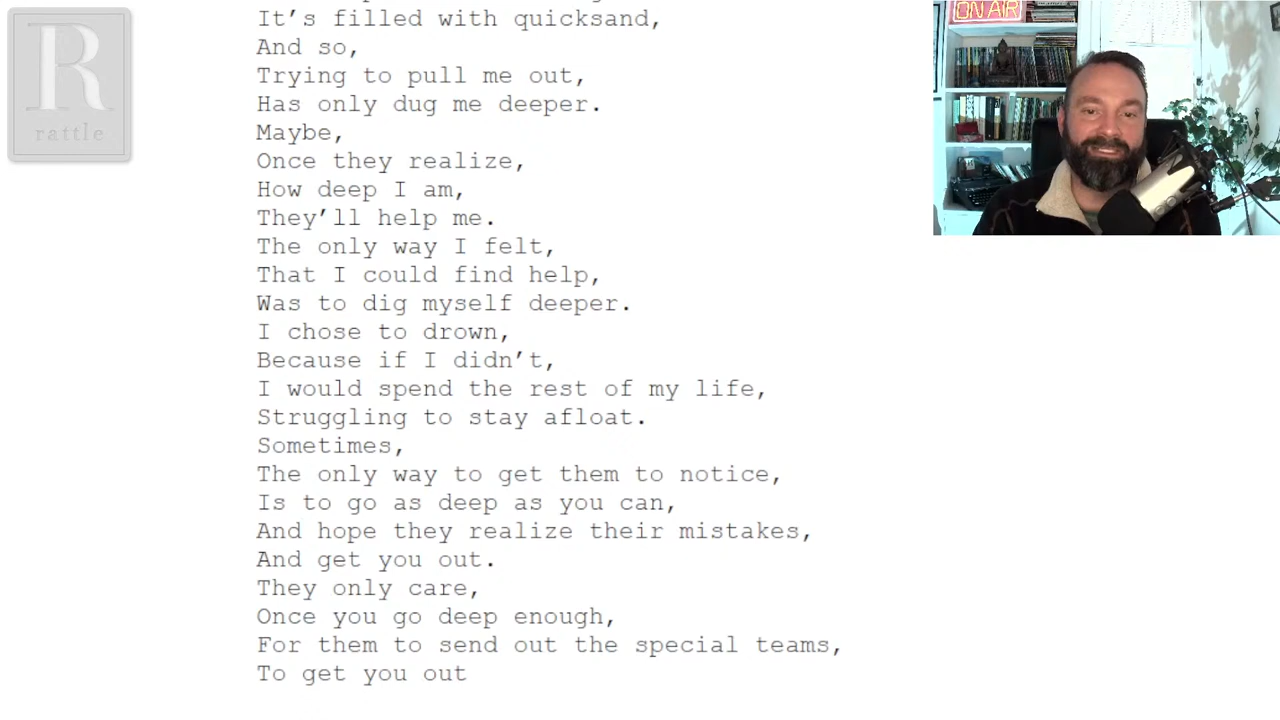 It’s filled with quicksand,
And so,
Trying to pull me out,
Has only dug me deeper.
Maybe,
Once they realize,
How deep I am,
They’ll help me.
The only way I felt,
That I could find help,
Was to dig myself deeper.
I chose to drown,
Because if I didn’t,
I would spend the rest of my life,
Struggling to stay afloat.
Sometimes,
The only way to get them to notice,
Is to go as deep as you can,
And hope they realize their mistakes,
And get you out.
They only care,
Once you go deep enough,
For them to send out the special teams,
To get you out
R
rattle
ON AIR